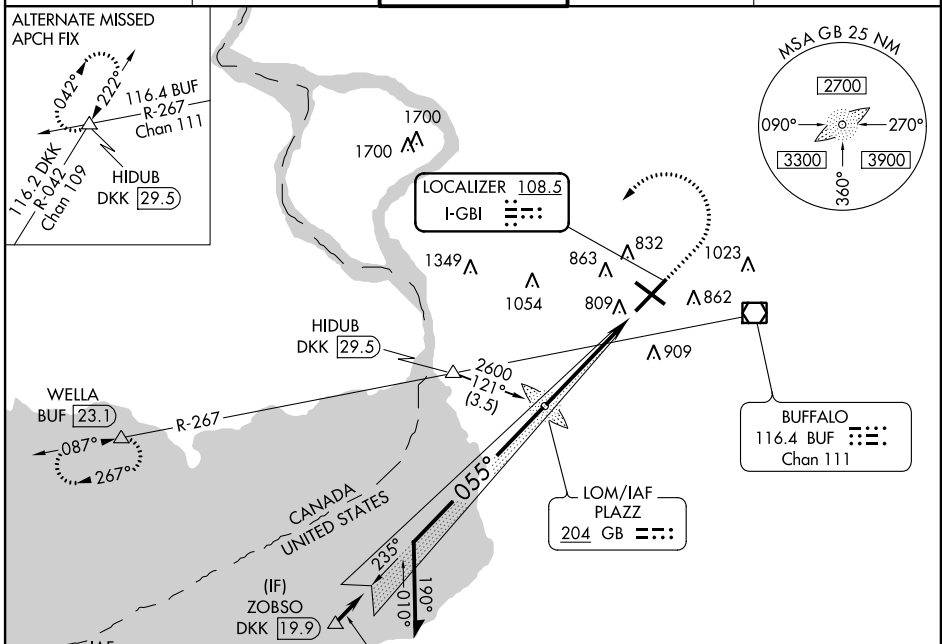 ALTERNATE MISSED
APCH FIX
042°
222°
116.4 BUF
R-267
Chan 111
116.2 DKK
R-042
Chan 109
HIDUB
DKK 29.5
MSA GB 25 NM
2700
090°
270°
3300
3900
360°
1700
1700
LOCALIZER 108.5
I-GBI
1349
1054
863
832
809
1023
862
909
HIDUB
DKK 29.5
2600
121°
(3.5)
WELLA
BUF 23.1
R-267
087°
267°
BUFFALO
116.4 BUF
Chan 111
055°
LOM/IAF
PLAZZ
204 GB
CANADA
UNITED STATES
235°
010°
190°
(IF)
ZOBSO
DKK 19.9